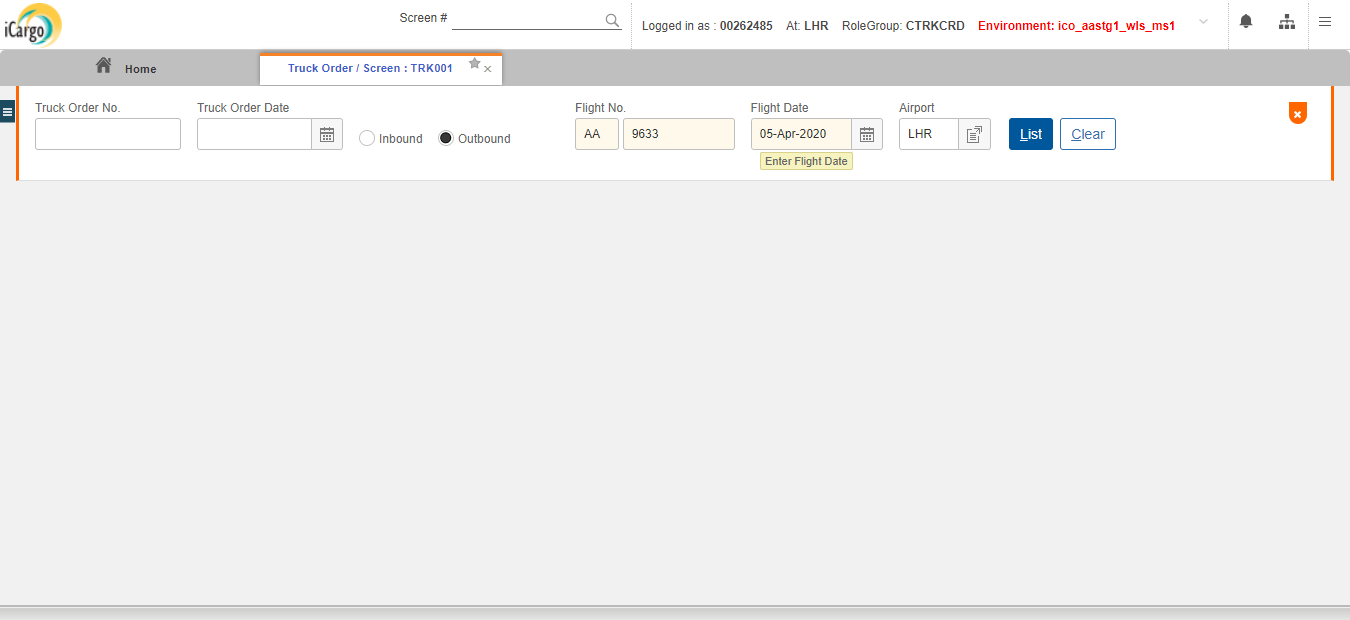 iCargo
Screen #
Logged in as : 00262485 At: LHR RoleGroup: CTRKCRD Environment: ico_aastg1_wls_ms1
Home
Truck Order / Screen : TRK001
Truck Order No.
Truck Order Date
Inbound
Outbound
Flight No.
AA
9633
Flight Date
05-Apr-2020
Enter Flight Date
Airport
LHR
List
Clear